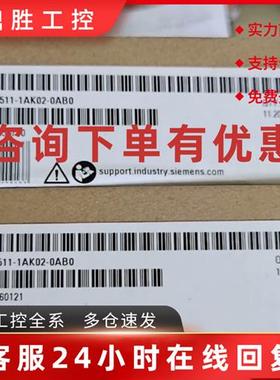 胜工控
实力
支持
免费
511-1AK02-0AB0
咨询下单有优惠
support.industry.siemens.com
511-1AK02-0AB0
60121
工控全系 多仓速发
客服24小时在线回复